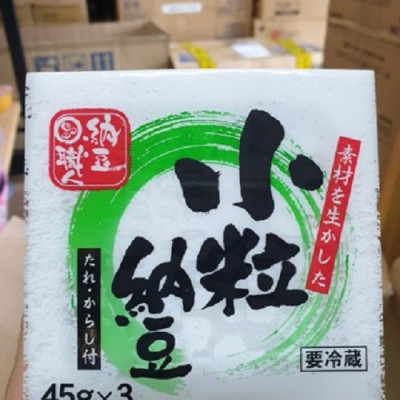 納豆
職人
小粒
納豆
素材を生かした
たれ・からし付
要冷蔵
45g×3